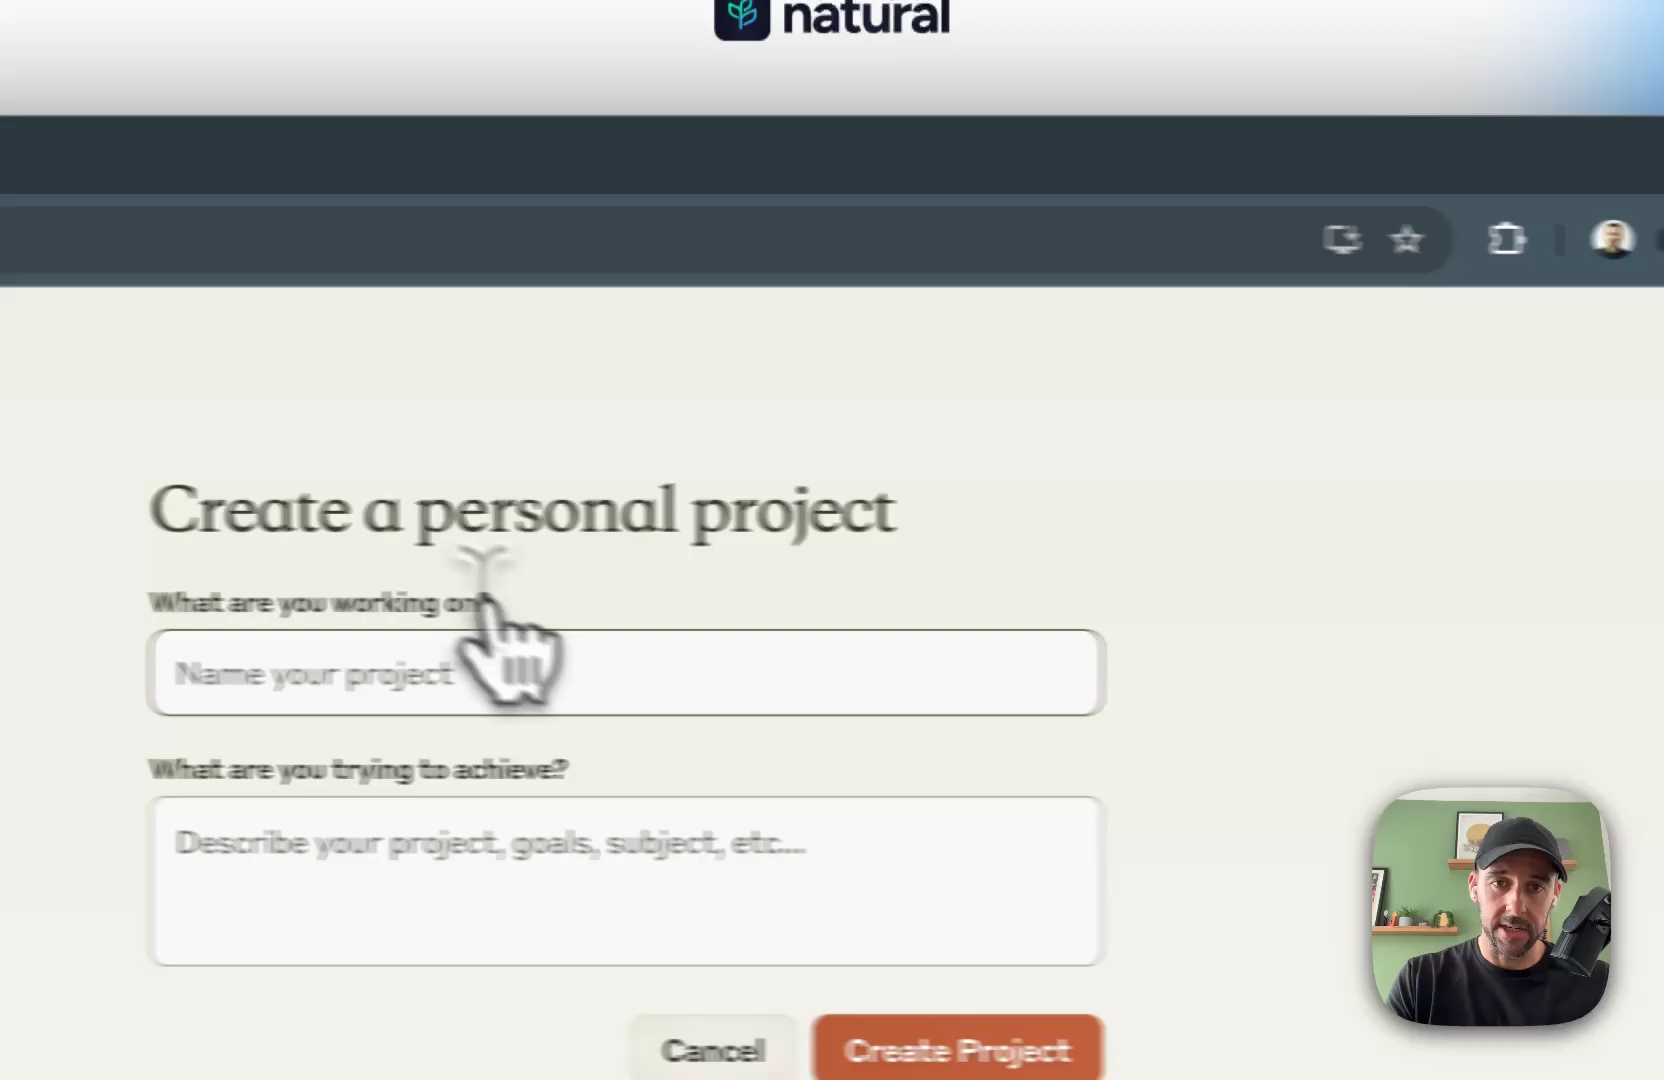 natural
Create a personal project
What are you working on
Name your project
What are you trying to achieve?
Describe your project, goals, subject, etc...
Cancel
Create Project